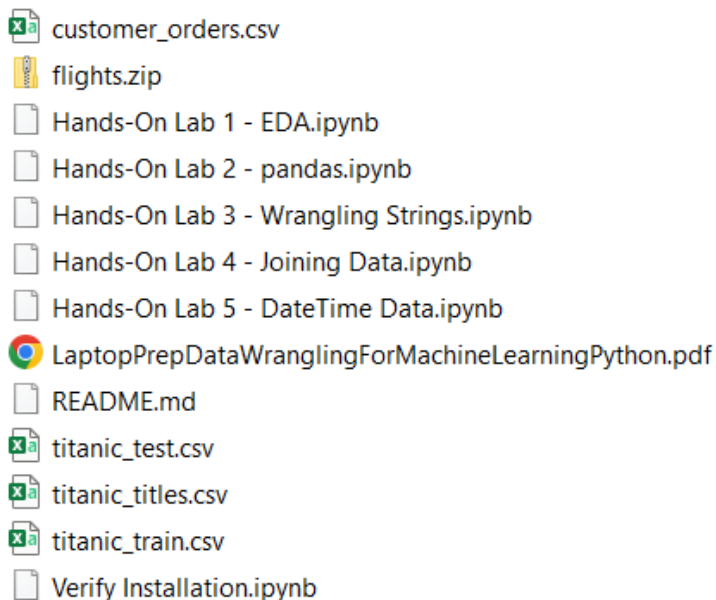 customer_orders.csv
flights.zip
Hands-On Lab 1 - EDA.ipynb
Hands-On Lab 2 - pandas.ipynb
Hands-On Lab 3 - Wrangling Strings.ipynb
Hands-On Lab 4 - Joining Data.ipynb
Hands-On Lab 5 - DateTime Data.ipynb
LaptopPrepDataWranglingForMachineLearningPython.pdf
README.md
titanic_test.csv
titanic_titles.csv
titanic_train.csv
Verify Installation.ipynb